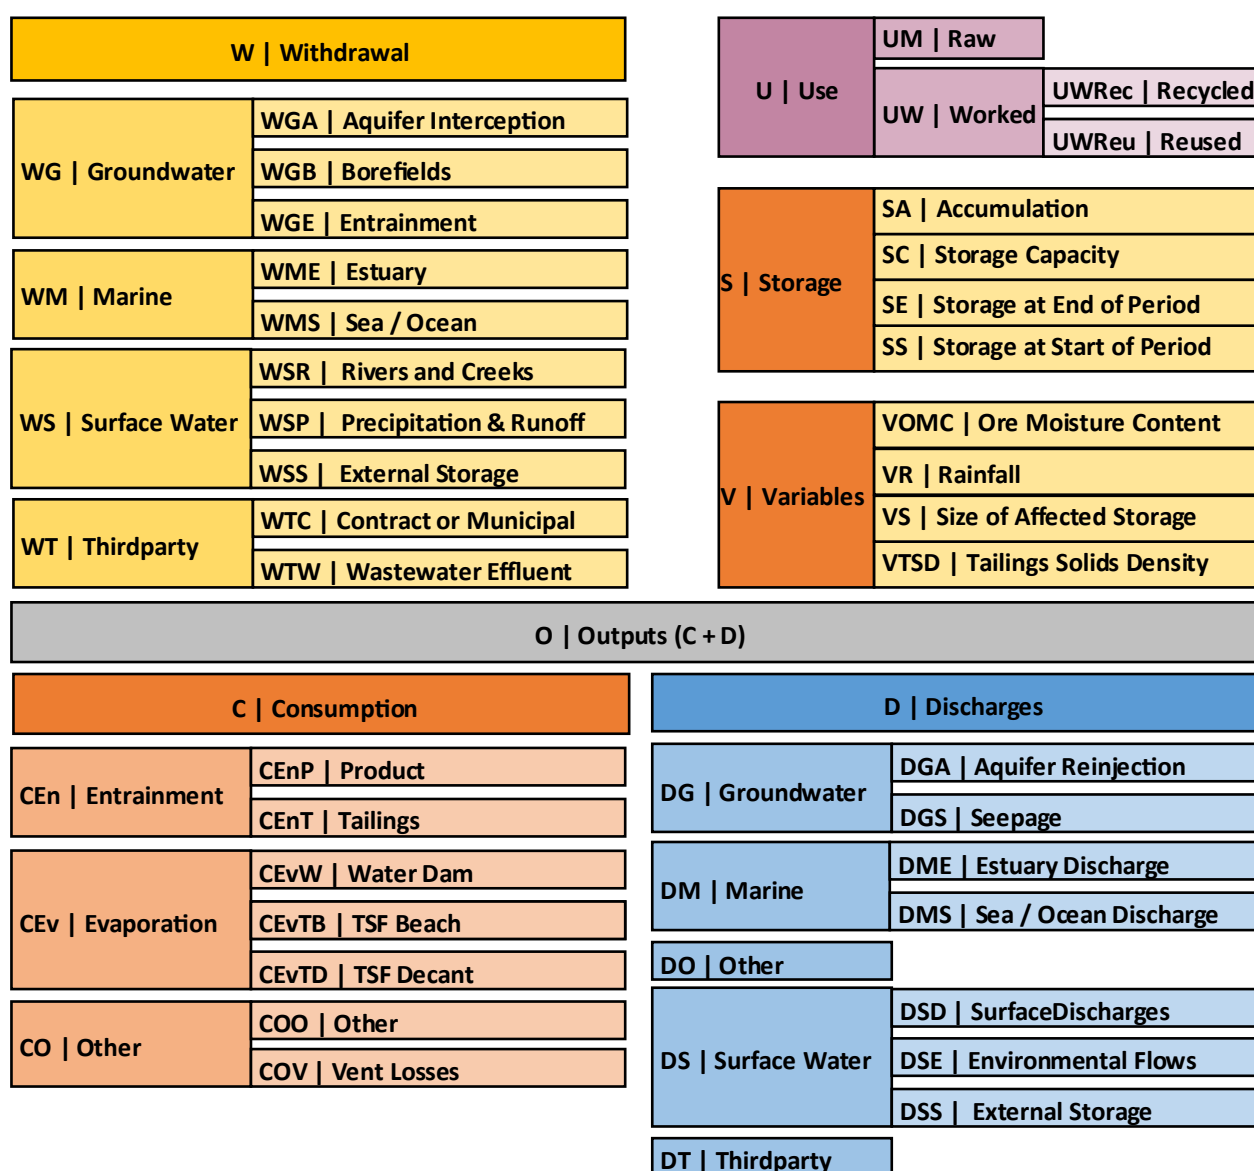 W | Withdrawal
WG | Groundwater
WGA | Aquifer Interception
WGB | Borefields
WGE | Entrainment
WM | Marine
WME | Estuary
WMS | Sea / Ocean
WS | Surface Water
WSR | Rivers and Creeks
WSP | Precipitation & Runoff
WSS | External Storage
WT | Thirdparty
WTC | Contract or Municipal
WTW | Wastewater Effluent
U | Use
UM | Raw
UW | Worked
UWRec | Recycled
UWReu | Reused
S | Storage
SA | Accumulation
SC | Storage Capacity
SE | Storage at End of Period
SS | Storage at Start of Period
V | Variables
VOMC | Ore Moisture Content
VR | Rainfall
VS | Size of Affected Storage
VTSD | Tailings Solids Density
O | Outputs (C + D)
C | Consumption
CEn | Entrainment
CEnP | Product
CEnT | Tailings
CEv | Evaporation
CEvW | Water Dam
CEvTB | TSF Beach
CEvTD | TSF Decant
CO | Other
COO | Other
COV | Vent Losses
D | Discharges
DG | Groundwater
DGA | Aquifer Reinjection
DGS | Seepage
DM | Marine
DME | Estuary Discharge
DMS | Sea / Ocean Discharge
DO | Other
DS | Surface Water
DSD | SurfaceDischarges
DSE | Environmental Flows
DSS | External Storage
DT | Thirdparty